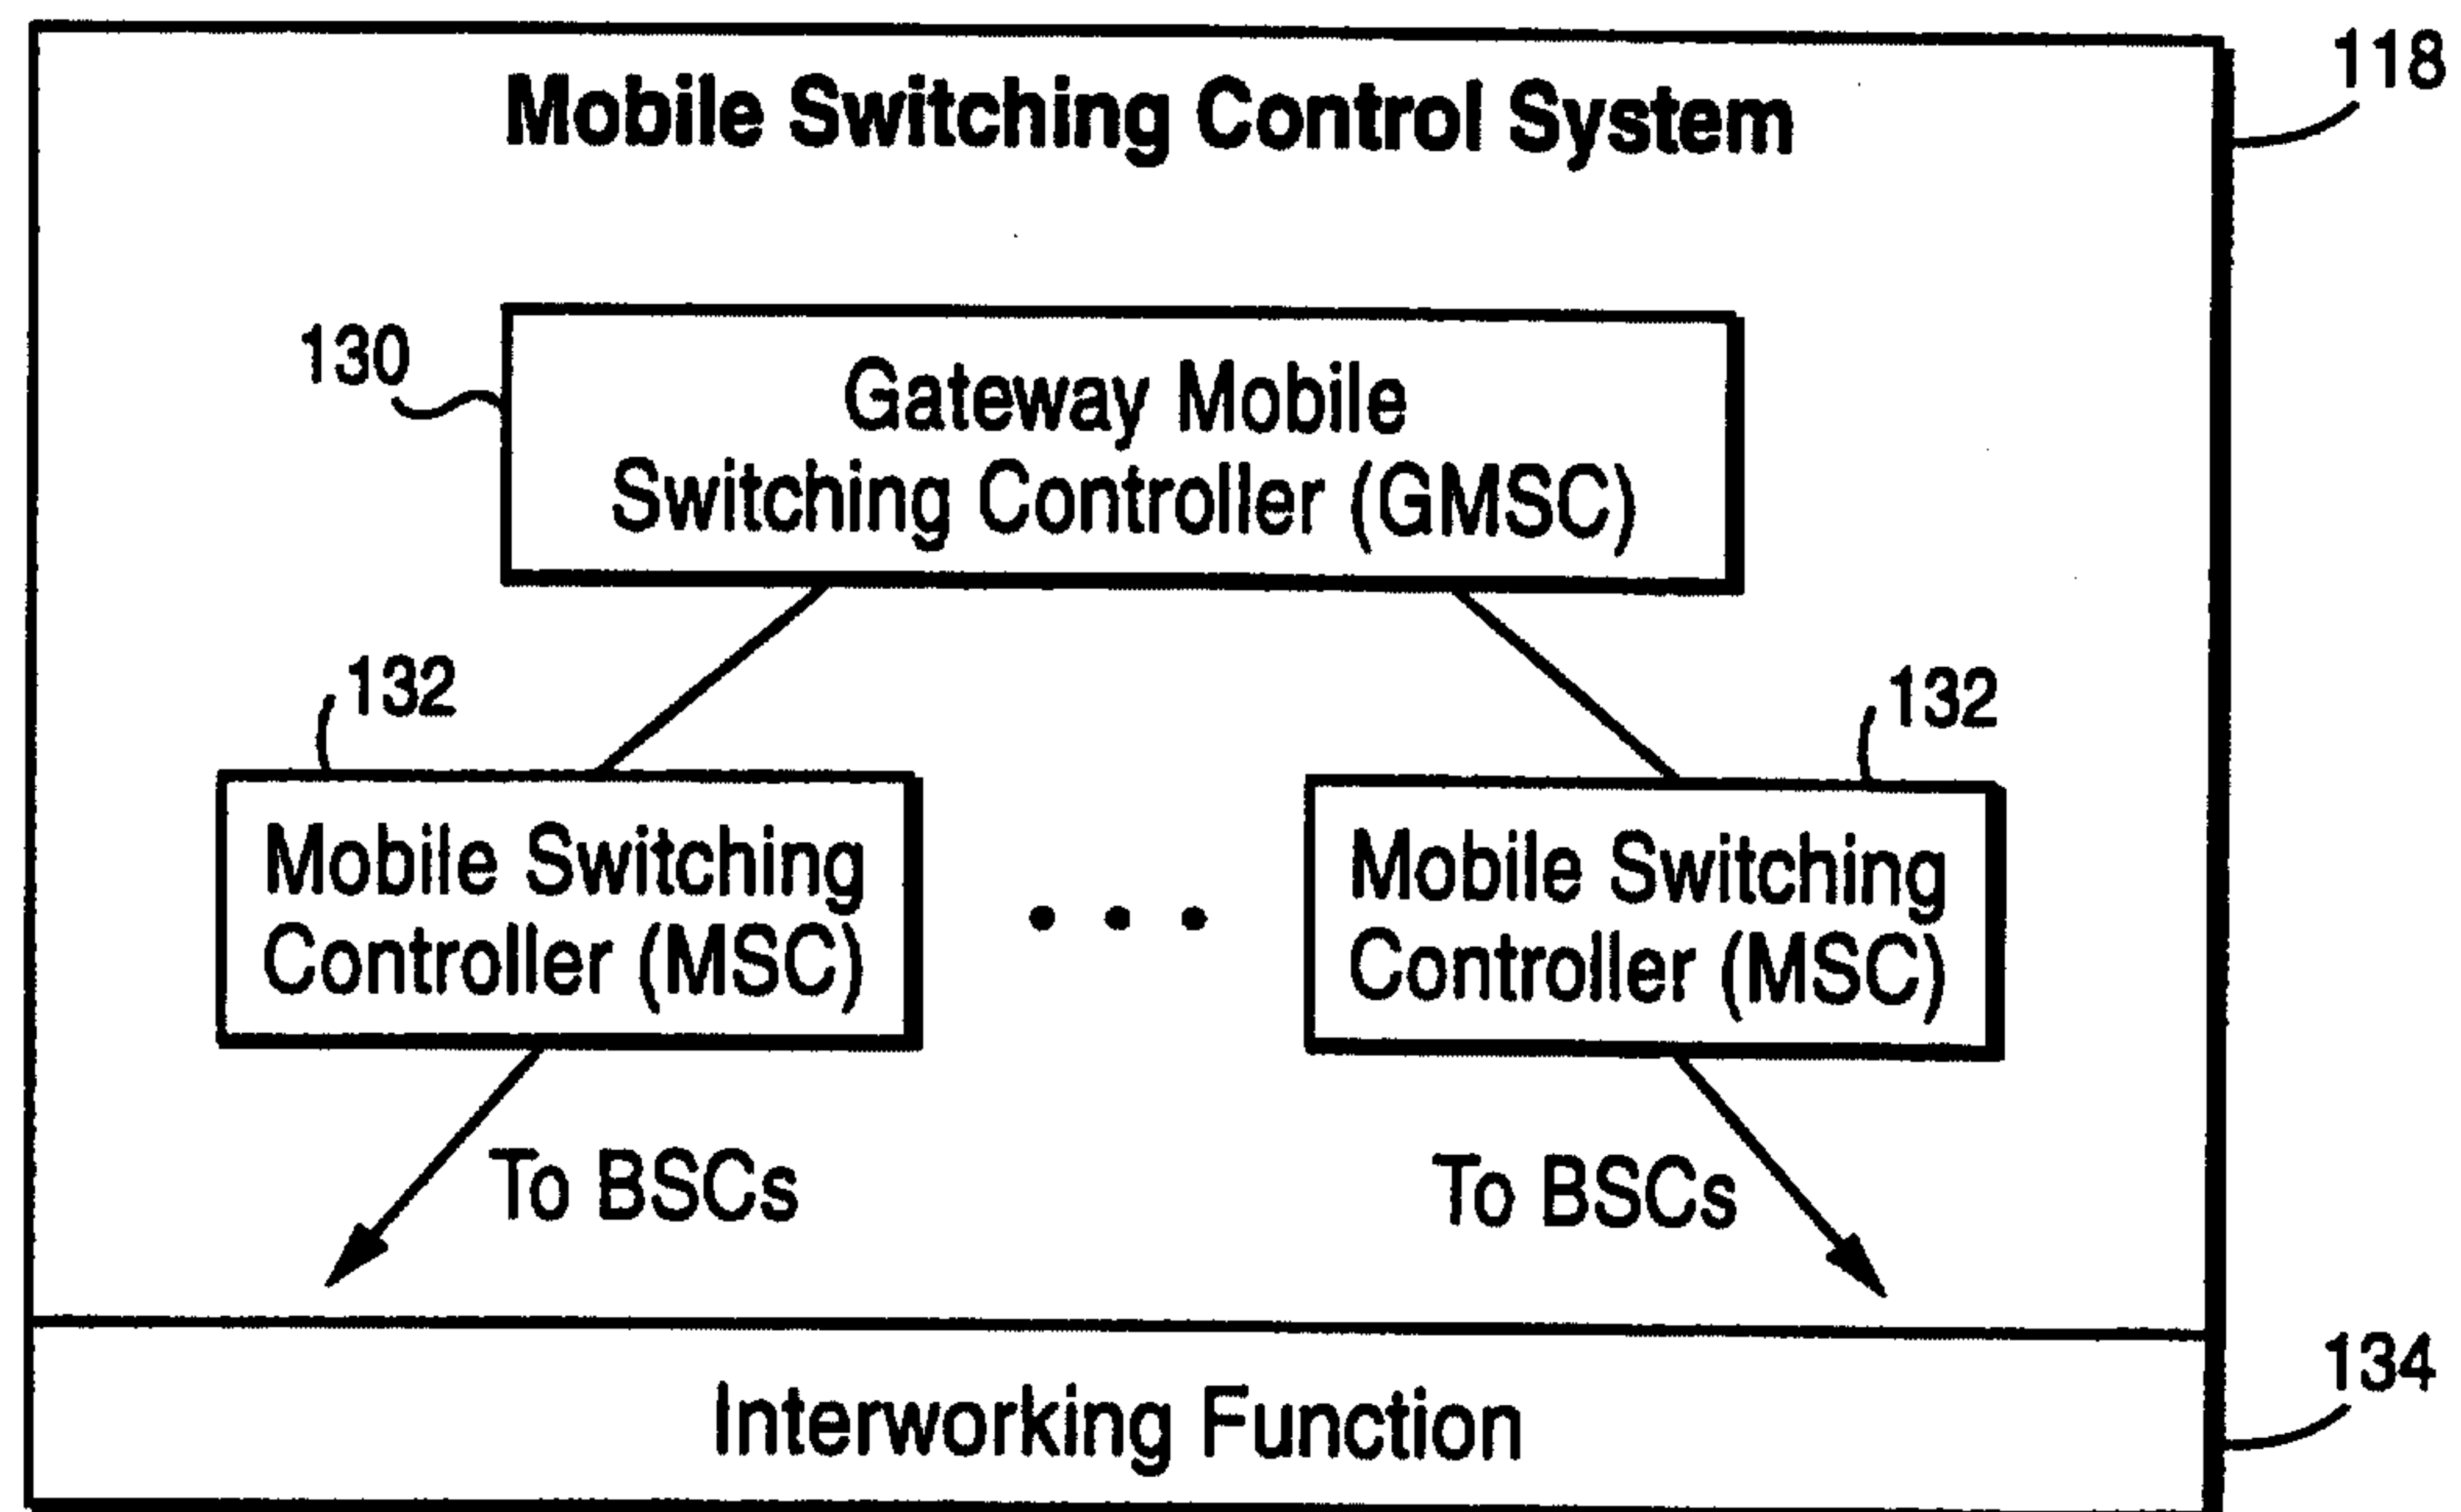 Mobile Switching Control System
118
130
Gateway Mobile
Switching Controller (GMSC)
132
132
Mobile Switching
Controller (MSC)
Mobile Switching
Controller (MSC)
To BSCs
To BSCs
134
Interworking Function